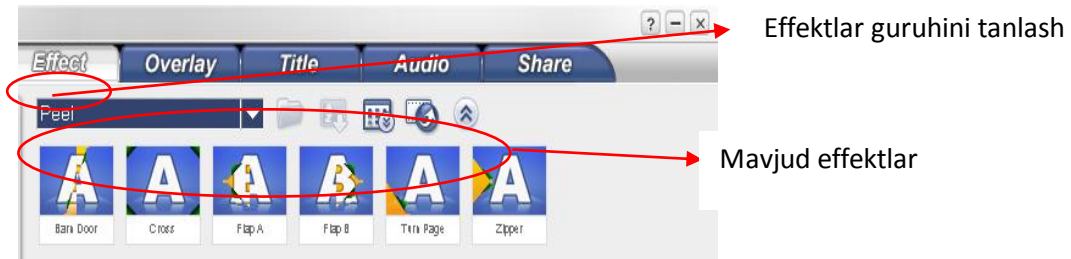 Effektlar guruhini tanlash
Effect Overlay Title Audio Share
Peel
Mavjud effektlar
A A A A A A
Barn Door Cross Flap A Flap B Turn Page Zipper